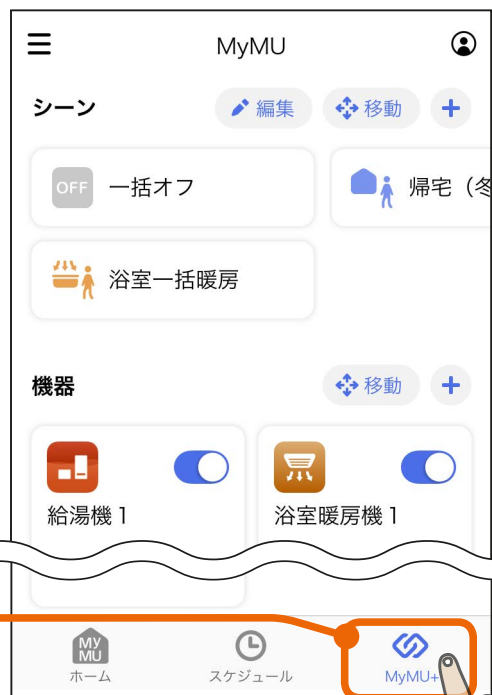 MyMU
シーン
編集
移動
OFF
一括オフ
帰宅（冬
浴室一括暖房
機器
移動
給湯機 1
浴室暖房機 1
My
MU
ホーム
スケジュール
MyMU+